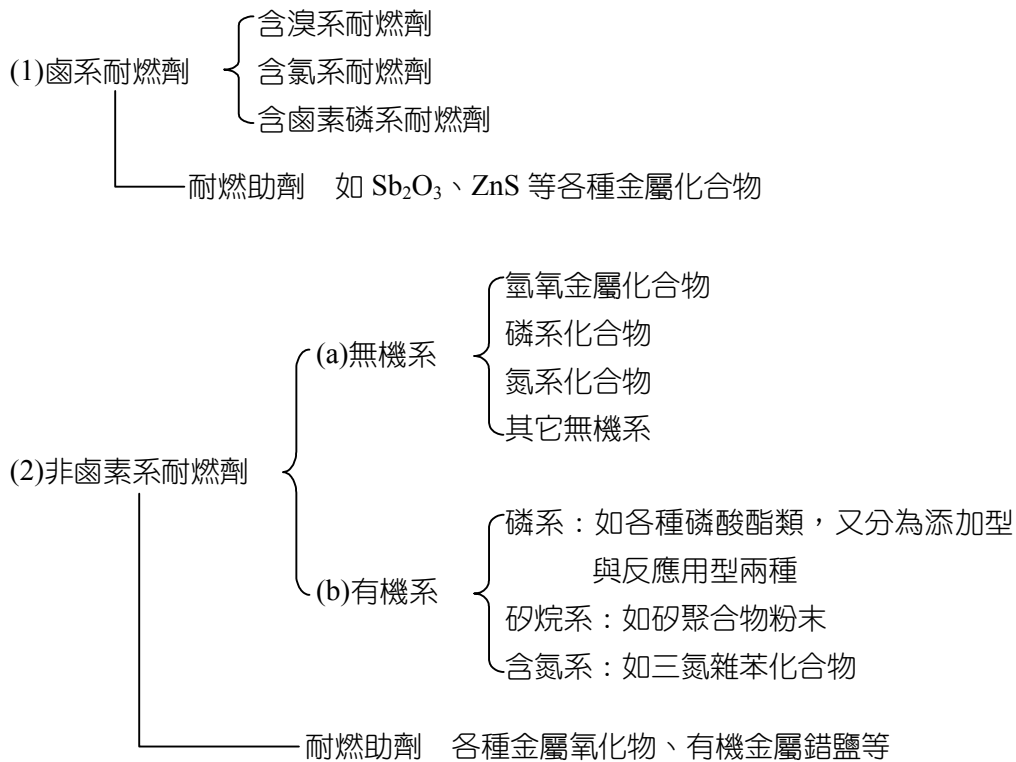 含溴系耐燃劑
(1)鹵系耐燃劑
含氯系耐燃劑
含鹵素磷系耐燃劑
耐燃助劑 如 Sb₂O₃、ZnS 等各種金屬化合物
氫氧金屬化合物
磷系化合物
(a)無機系
氮系化合物
其它無機系
(2)非鹵素系耐燃劑
磷系：如各種磷酸酯類，又分為添加型
與反應用型兩種
(b)有機系
矽烷系：如矽聚合物粉末
含氮系：如三氮雜苯化合物
耐燃助劑 各種金屬氧化物、有機金屬錯鹽等